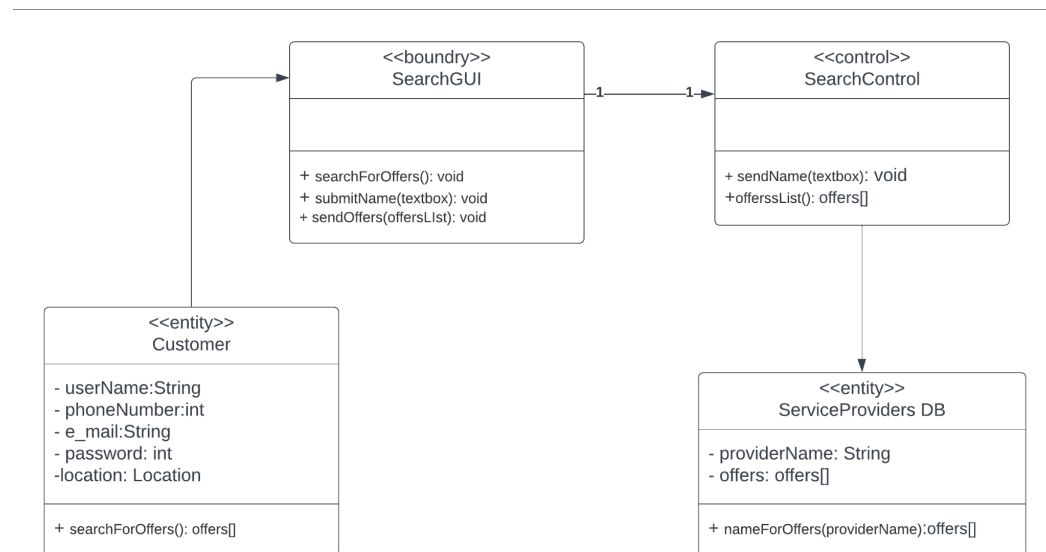 <<boundry>>
SearchGUI
+ searchForOffers(): void
+ submitName(textbox): void
+ sendOffers(offersLIst): void
1
1
<<control>>
SearchControl
+ sendName(textbox): void
+offerssList(): offers[]
<<entity>>
Customer
- userName:String
- phoneNumber:int
- e_mail:String
- password: int
-location: Location
+ searchForOffers(): offers[]
<<entity>>
ServiceProviders DB
- providerName: String
- offers: offers[]
+ nameForOffers(providerName):offers[]